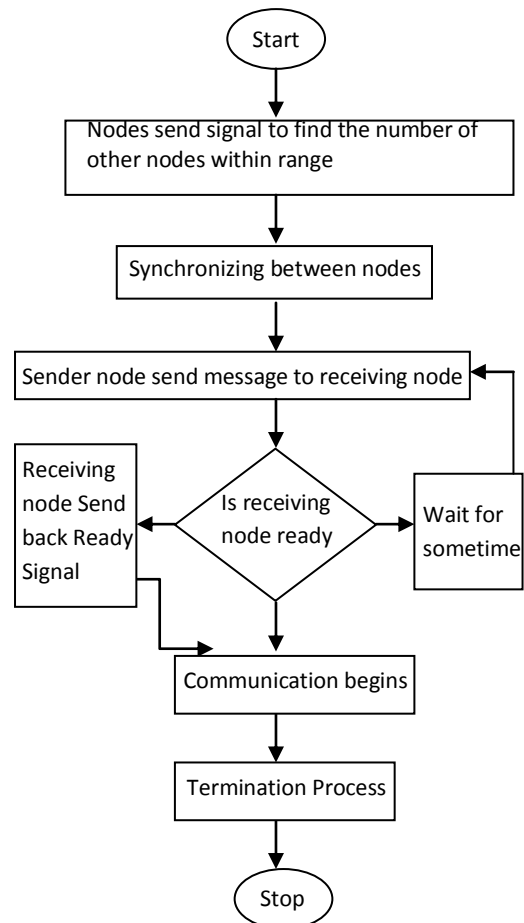 Start
Nodes send signal to find the number of
other nodes within range
Synchronizing between nodes
Sender node send message to receiving node
Receiving
node Send
back Ready
Signal
Is receiving
node ready
Wait for
sometime
Communication begins
Termination Process
Stop